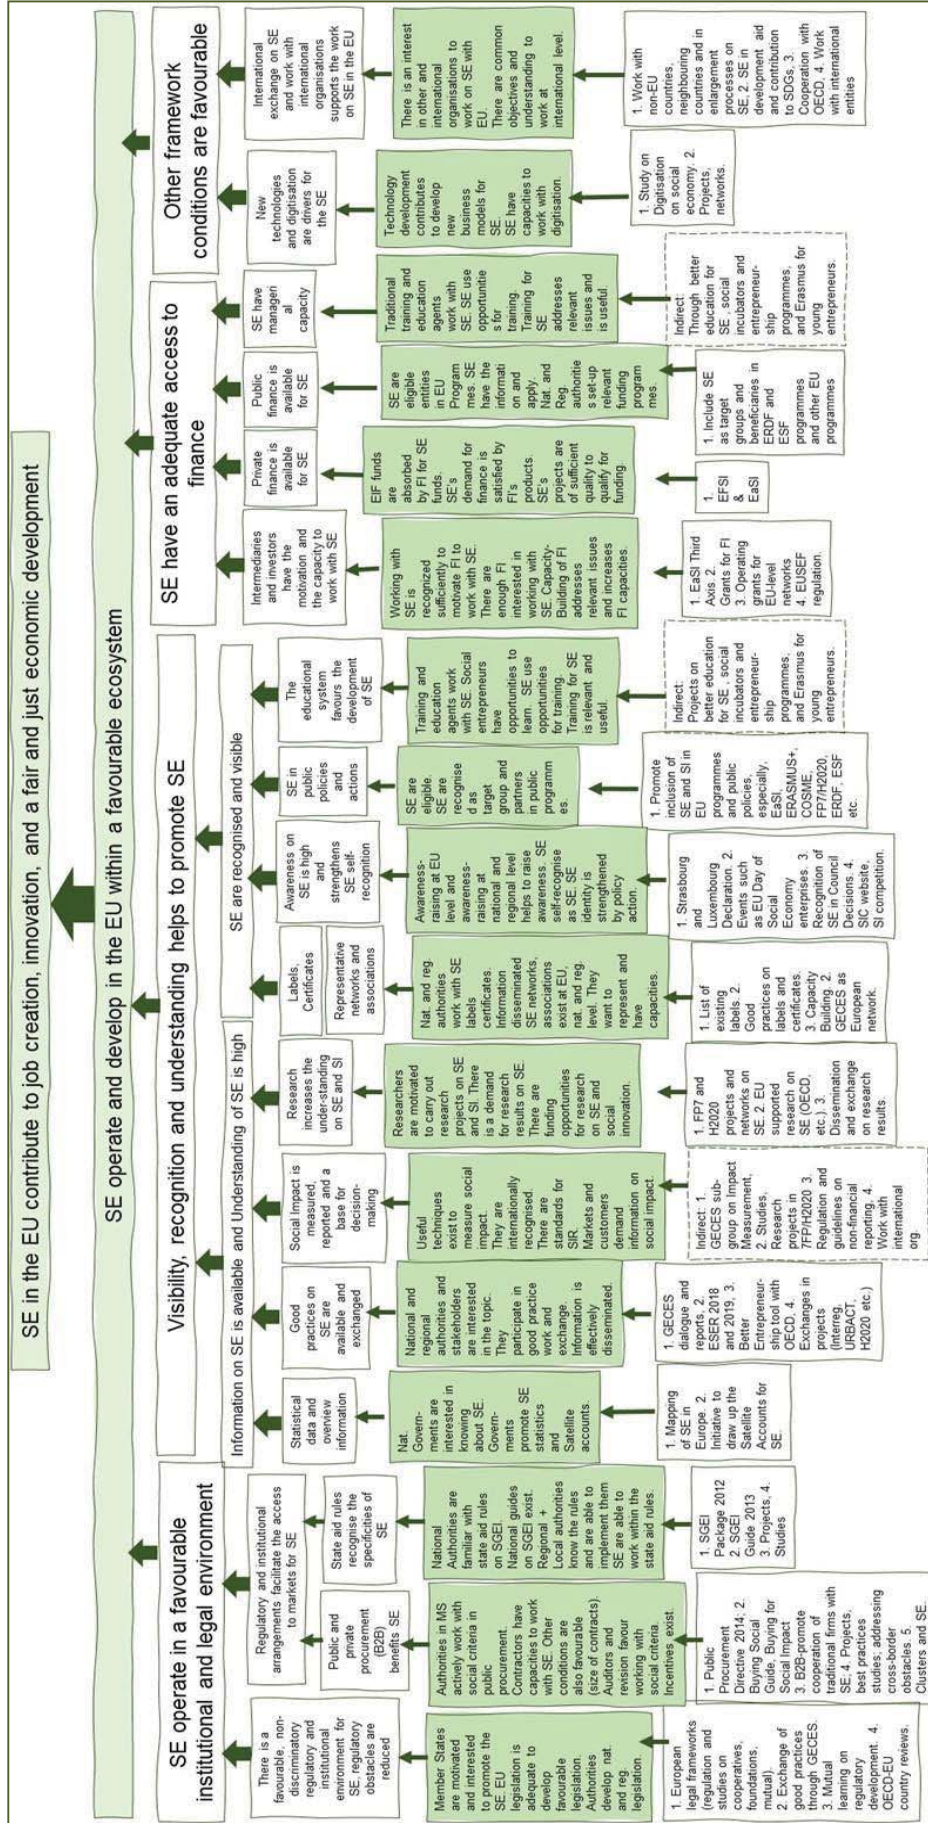 SE in the EU contribute to job creation, innovation, and a fair and just economic development
SE operate and develop in the EU within a favourable ecosystem
SE operate in a favourable
institutional and legal environment
Visibility, recognition and understanding helps to promote SE
SE have an adequate access to
finance
Other framework
conditions are favourable
Information on SE is available and Understanding of SE is high
SE are recognised and visible
There is a
favourable, non-
discriminatory
regulatory and
institutional
environment for
SE, regulatory
obstacles are
reduced
Regulatory and institutional
arrangements facilitate the access
to markets for SE
Public and
private
procurement
(B2B)
benefits SE
State aid rules
recognise the
specificities of
SE
Statistical
data and
overview
information
Good
practices on
SE are
available and
exchanged
Social Impact is
measured,
reported and a
base for
decision-
making
Research
increases the
under-standing
on SE and SI
Labels,
Certificates
Representative
networks and
associations
Awareness on
SE is high
and
strengthens
SE self-
recognition
SE in
public
policies
and
actions
The
educational
system
favours the
development
of SE
Intermediaries
and investors
have the
motivation and
the capacity to
work with SE
Private
finance is
available
for SE
Public
finance is
available
for SE
SE have
manageri
al
capacity
New
technologies
and digitisation
are drivers for
the SE
International
exchange on SE
and work with
international
organisations
supports the work
on SE in the EU
Member States
are motivated
and interested
to promote the
SE. EU
legislation is
adequate to
develop
favourable
legislation.
Authorities
develop nat.
and reg.
legislation.
Authorities in MS
actively work with
social criteria in
public
procurement.
Contractors have
capacities to work
with SE. Other
conditions are
also favourable
(size of contracts).
Auditors and
revision favour
working with
social criteria.
Incentives exist.
National
Authorities are
familiar with
state aid rules
on SGEI.
National guides
on SGEI exist.
Regional +
Local authorities
know the rules
and are able to
implement them
SE are able to
work within the
state aid rules.
Nat.
Govern-
ments are
interested in
knowing
about SE.
Govern-
ments
promote SE
statistics
and
Satellite
accounts.
National and
regional
authorities and
stakeholders
are interested
in the topic.
They
participate in
good practice
work and
exchange.
Information is
effectively
disseminated.
Useful
techniques
exist to
measure social
impact.
They are
internationally
recognised.
There are
standards for
SIR.
Markets and
customers
demand
information on
social impact.
Researchers
are motivated
to carry out
research
projects on SE
and SI. There
is a demand
for research
results on SE.
There are
funding
opportunities
for research
on SE and
social
innovation.
Nat. and reg.
authorities
work with SE
labels
certificates.
Information
disseminated
SE networks,
associations
exist at EU,
nat. and reg.
level. They
want to
represent and
have
capacities.
Awareness-
raising at EU
level and
awareness-
raising at
national and
regional level
helps to raise
awareness. SE
self-recognise
as SE. SE
identity is
strengthened
by policy
action.
SE are
eligible.
SE are
recognise
d as
target
group and
partners
in public
programm
es.
Training and
education
agents work
with SE. Social
entrepreneurs
have
opportunities to
learn. SE use
opportunities
for training.
Training for SE
is relevant and
useful.
Working with
SE is
recognized
sufficiently to
motivate FI to
work with SE.
There are
enough FI
interested in
working with
SE. Capacity-
Building of FI
addresses
relevant issues
and increases
FI capacities.
EIF funds
are
absorbed
by FI for SE
funds.
SE's
demand for
finance is
satisfied by
FI's
products.
SE's
projects are
of sufficient
quality to
qualify for
funding.
SE are
eligible
entities
in EU
Program
mes. SE
have the
informati
on and
apply.
Nat. and
Reg.
authoritie
s set-up
relevant
funding
program
mes.
Traditional
training and
education
agents
work with
SE. SE use
opportunitie
s for
training.
Training for
SE
addresses
relevant
issues and
is useful.
Technology
development
contributes
to develop
new
business
models for
SE.
SE have
capacities to
work with
digitisation.
There is an interest
in other and
international
organisations to
work on SE with
EU.
There are common
objectives and
understanding to
work at
international level.
1. European
legal frameworks
(regulation and
studies on
cooperatives,
foundations,
mutual).
2. Exchange of
good practices
through GECES.
3. Mutual
learning on
regulatory
development. 4.
OECD-EU
country reviews.
1. Public
Procurement
Directive 2014; 2.
Buying Social
Guide, Buying for
Social Impact
3. B2B-promote
cooperation of
traditional firms with
SE; 4. Projects,
best practices
studies; addressing
cross-border
obstacles. 5.
Clusters and SE.
1. SGEI
Package 2012
2. SGEI
Guide 2013
3. Projects, 4.
Studies
1. Mapping
of SE in
Europe. 2.
Initiative to
draw up the
Satellite
Accounts for
SE.
1. GECES
dialogue and
reports. 2.
ESER 2018
and 2019, 3.
Better
Entrepreneur-
ship tool with
OECD, 4.
Exchanges in
projects
(Interreg,
URBACT,
H2020 etc.)
Indirect: 1.
GECES sub-
group on Impact
Measurement,
2. Studies,
Research
projects in
7FP/H2020 3.
Regulation and
guidelines on
non-financial
reporting, 4.
Work with
international
org.
1. FP7 and
H2020
projects and
networks on
SE. 2. EU
supported
research on
SE (OECD,
etc.). 3.
Dissemination
and exchange
on research
results.
1. List of
existing
labels. 2.
Good
practices on
labels and
certificates.
3. Capacity
Building. 2.
GECES as
European
network.
1.Strasbourg
and
Luxembourg
Declaration. 2.
Events such
as EU Day of
Social
Economy
enterprises. 3.
Recognition of
SE in Council
Decisions. 4.
SIC website,
SI competition.
1. Promote
inclusion of
SE and SI in
EU
programmes
and public
policies,
especially,
EaSI,
ERASMUS+,
COSME,
FP7/H2020,
ERDF, ESF
etc.
Indirect:
Projects on
better education
for SE , social
incubators and
entrepreneur-
ship
programmes,
and Erasmus for
young
entrepreneurs.
1. EaSI Third
Axis. 2.
Grants for FI
3. Operating
grants for
EU-level
networks
4. EUSEF
regulation.
1.
EFSI
&
EaSI
1. Include SE
as target
groups and
beneficiaries in
ERDF and
ESF
programmes
and other EU
programmes
Indirect:
Through better
education for
SE , social
incubators and
entrepreneur-
ship
programmes,
and Erasmus for
young
entrepreneurs.
1. Study on
Digitisation
on social
economy. 2.
Projects,
networks.
1. Work with
non-EU
countries,
neighbouring
countries and in
enlargement
processes on
SE, 2. SE in
development aid
and contribution
to SDGs, 3.
Cooperation with
OECD, 4. Work
with international
entities